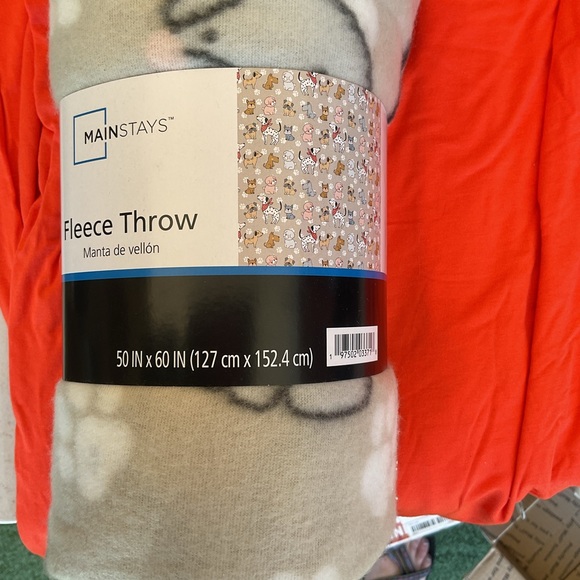 MAINSTAYS™
Fleece Throw
Manta de vellón
50 IN x 60 IN (127 cm x 152.4 cm)